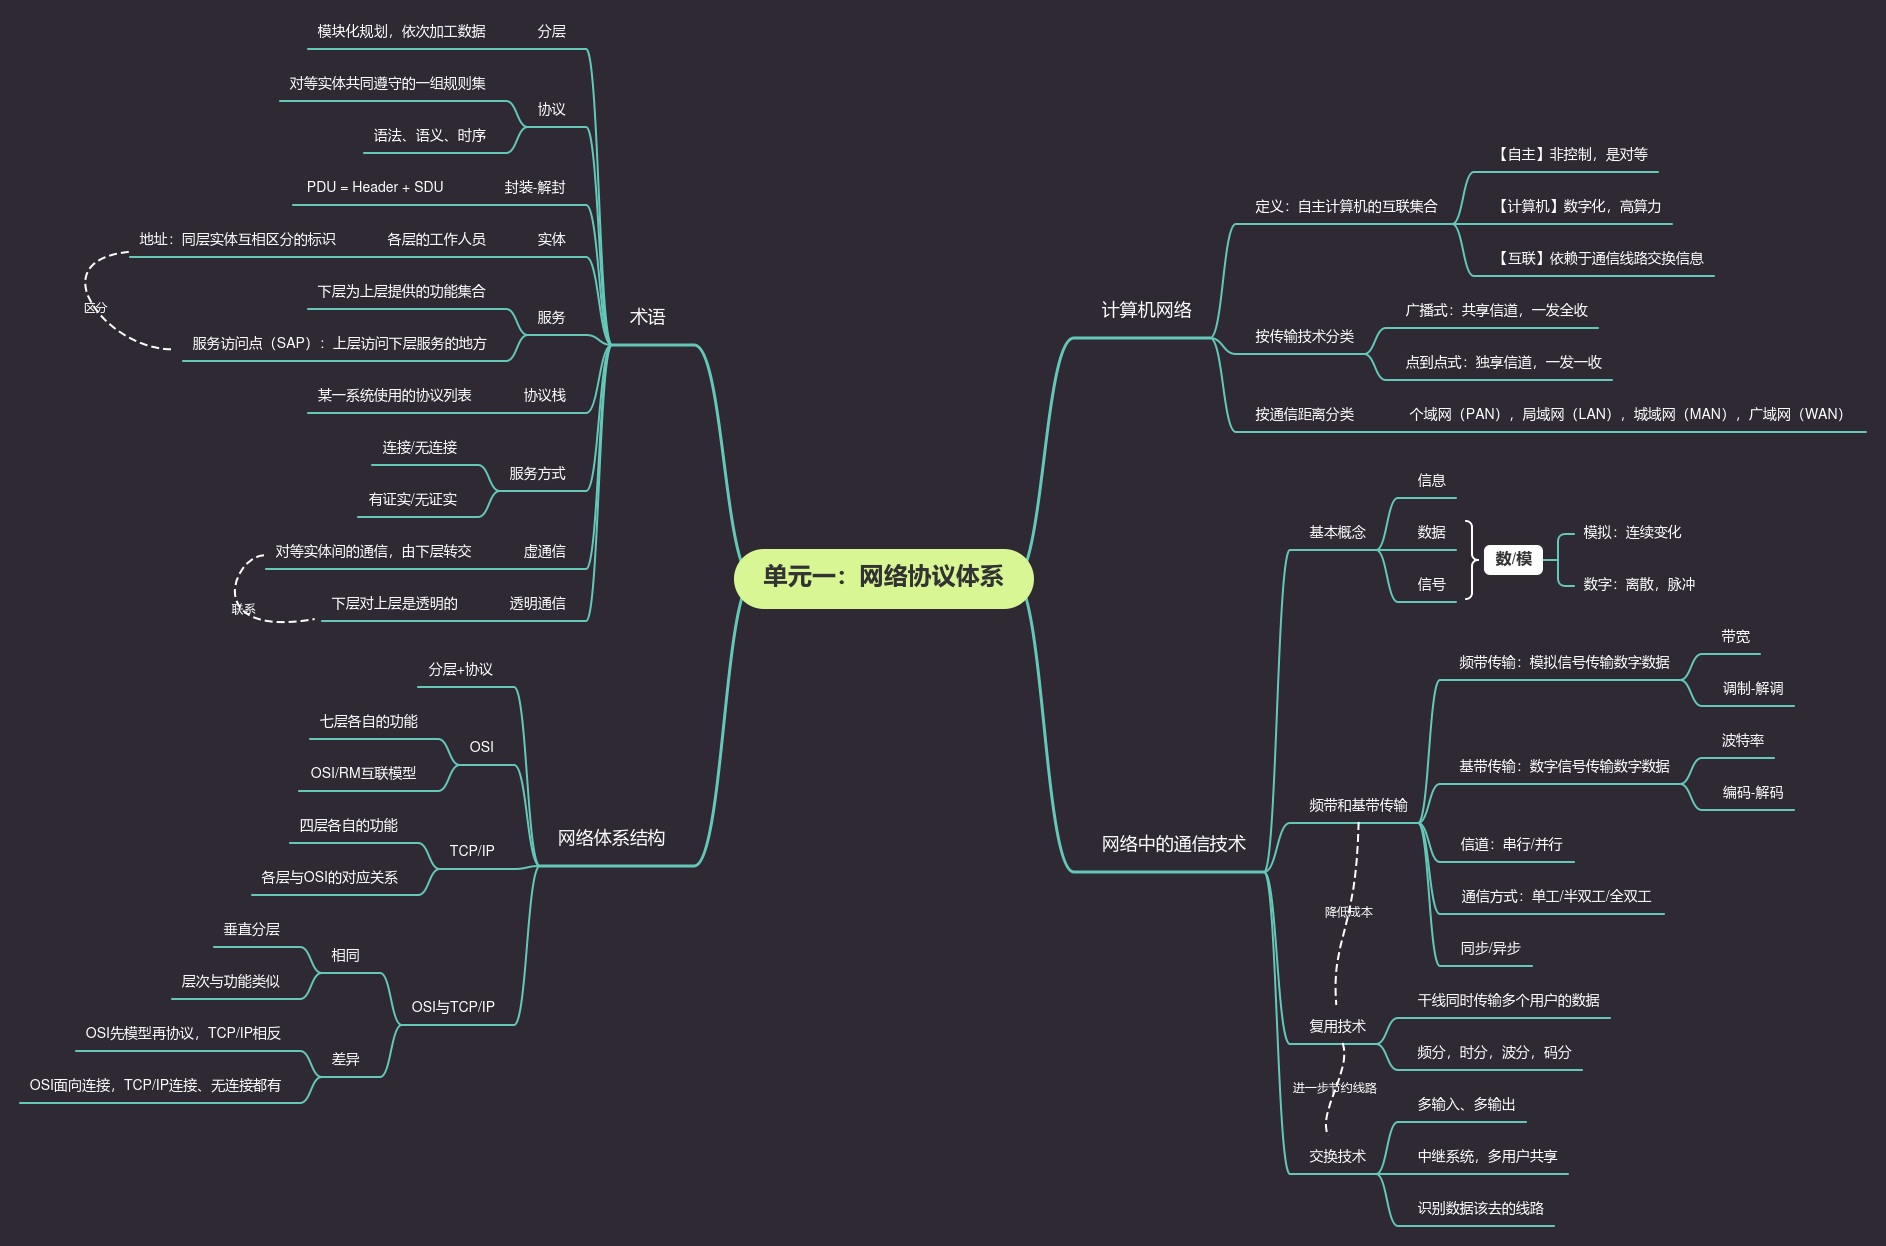 单元一：网络协议体系
计算机网络
定义：自主计算机的互联集合
【自主】非控制，是对等
【计算机】数字化，高算力
【互联】依赖于通信线路交换信息
按传输技术分类
广播式：共享信道，一发全收
点到点式：独享信道，一发一收
按通信距离分类
个域网（PAN），局域网（LAN），城域网（MAN），广域网（WAN）
网络中的通信技术
基本概念
信息
数据
信号
数/模
模拟：连续变化
数字：离散，脉冲
频带和基带传输
频带传输：模拟信号传输数字数据
带宽
调制-解调
基带传输：数字信号传输数字数据
波特率
编码-解码
信道：串行/并行
通信方式：单工/半双工/全双工
同步/异步
降低成本
复用技术
干线同时传输多个用户的数据
频分，时分，波分，码分
进一步节约线路
交换技术
多输入、多输出
中继系统，多用户共享
识别数据该去的线路
术语
分层
模块化规划，依次加工数据
协议
对等实体共同遵守的一组规则集
语法、语义、时序
封装-解封
PDU = Header + SDU
实体
各层的工作人员
地址：同层实体互相区分的标识
区分
服务
下层为上层提供的功能集合
服务访问点（SAP）：上层访问下层服务的地方
协议栈
某一系统使用的协议列表
服务方式
连接/无连接
有证实/无证实
虚通信
对等实体间的通信，由下层转交
联系
透明通信
下层对上层是透明的
网络体系结构
分层+协议
OSI
七层各自的功能
OSI/RM互联模型
TCP/IP
四层各自的功能
各层与OSI的对应关系
OSI与TCP/IP
相同
垂直分层
层次与功能类似
差异
OSI先模型再协议，TCP/IP相反
OSI面向连接，TCP/IP连接、无连接都有